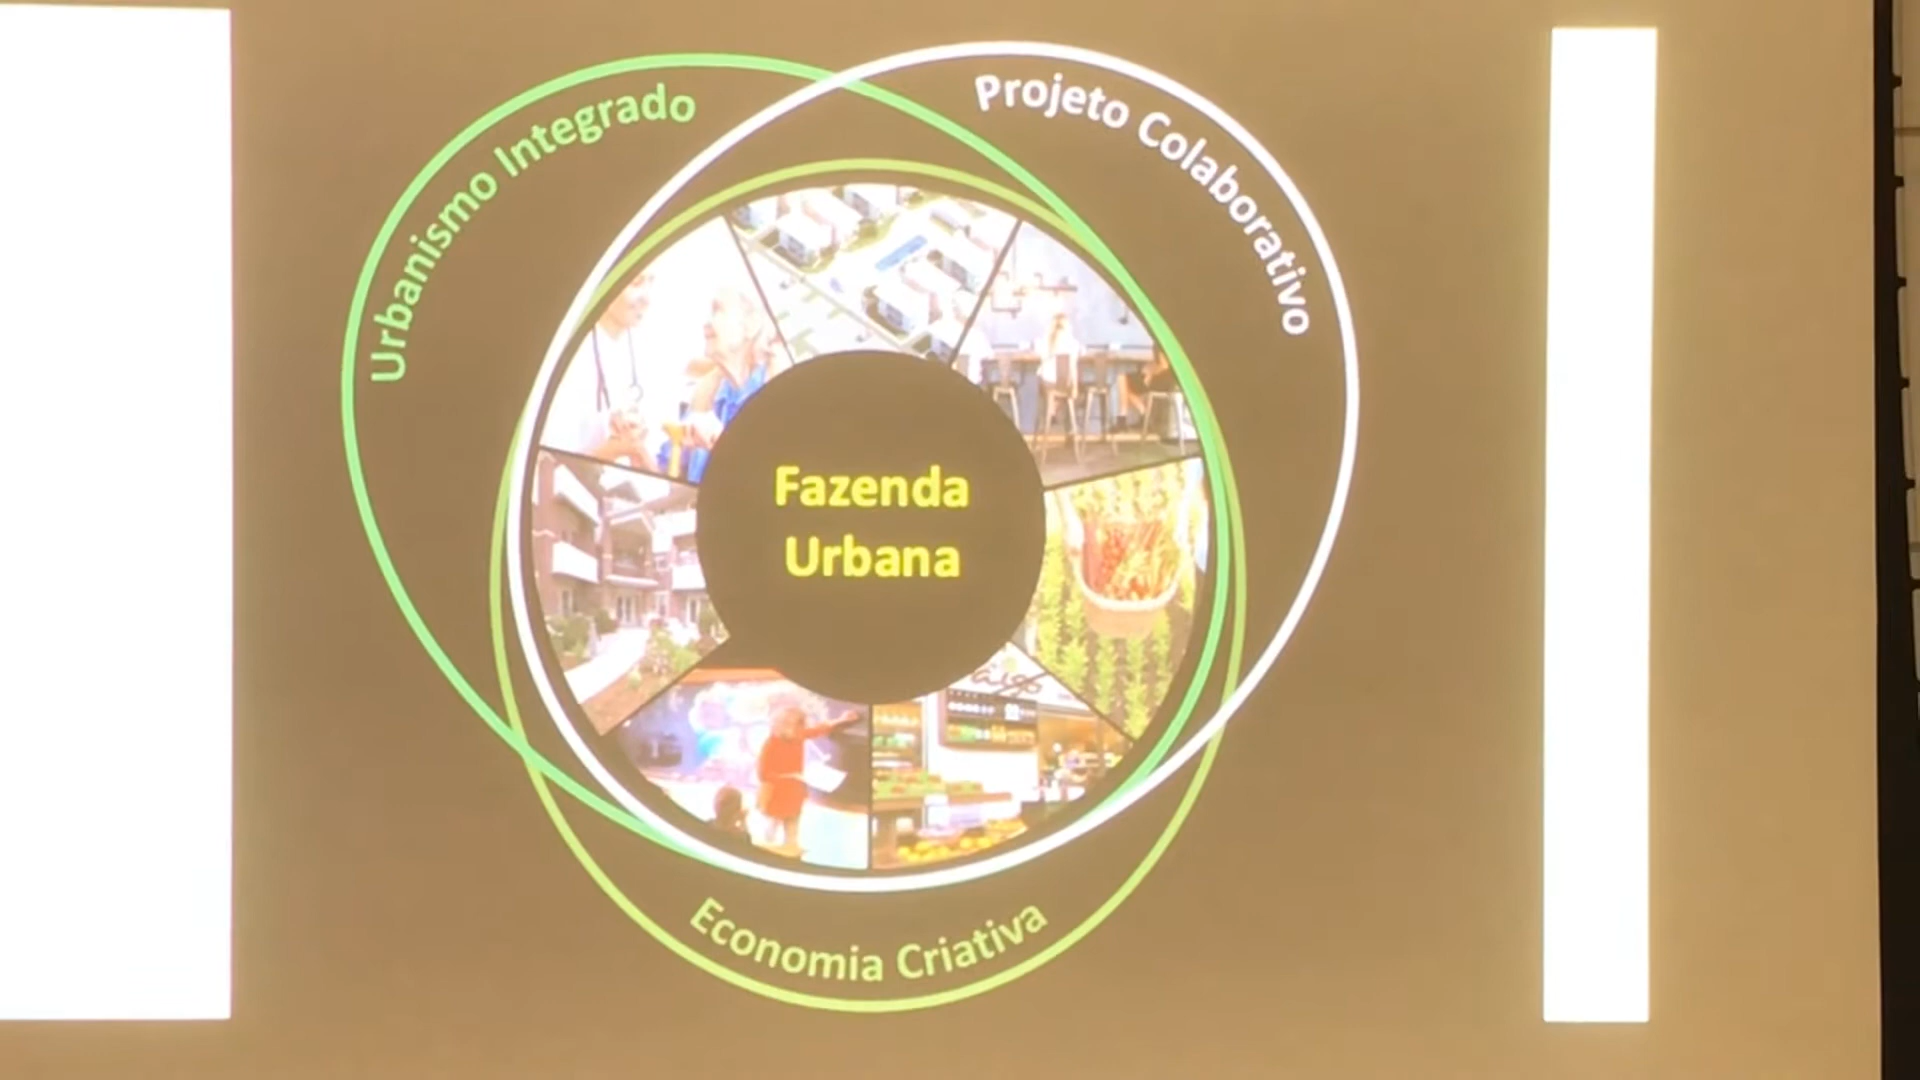 Urbanismo Integrado
Projeto Colaborativo
Fazenda
Urbana
Economia Criativa